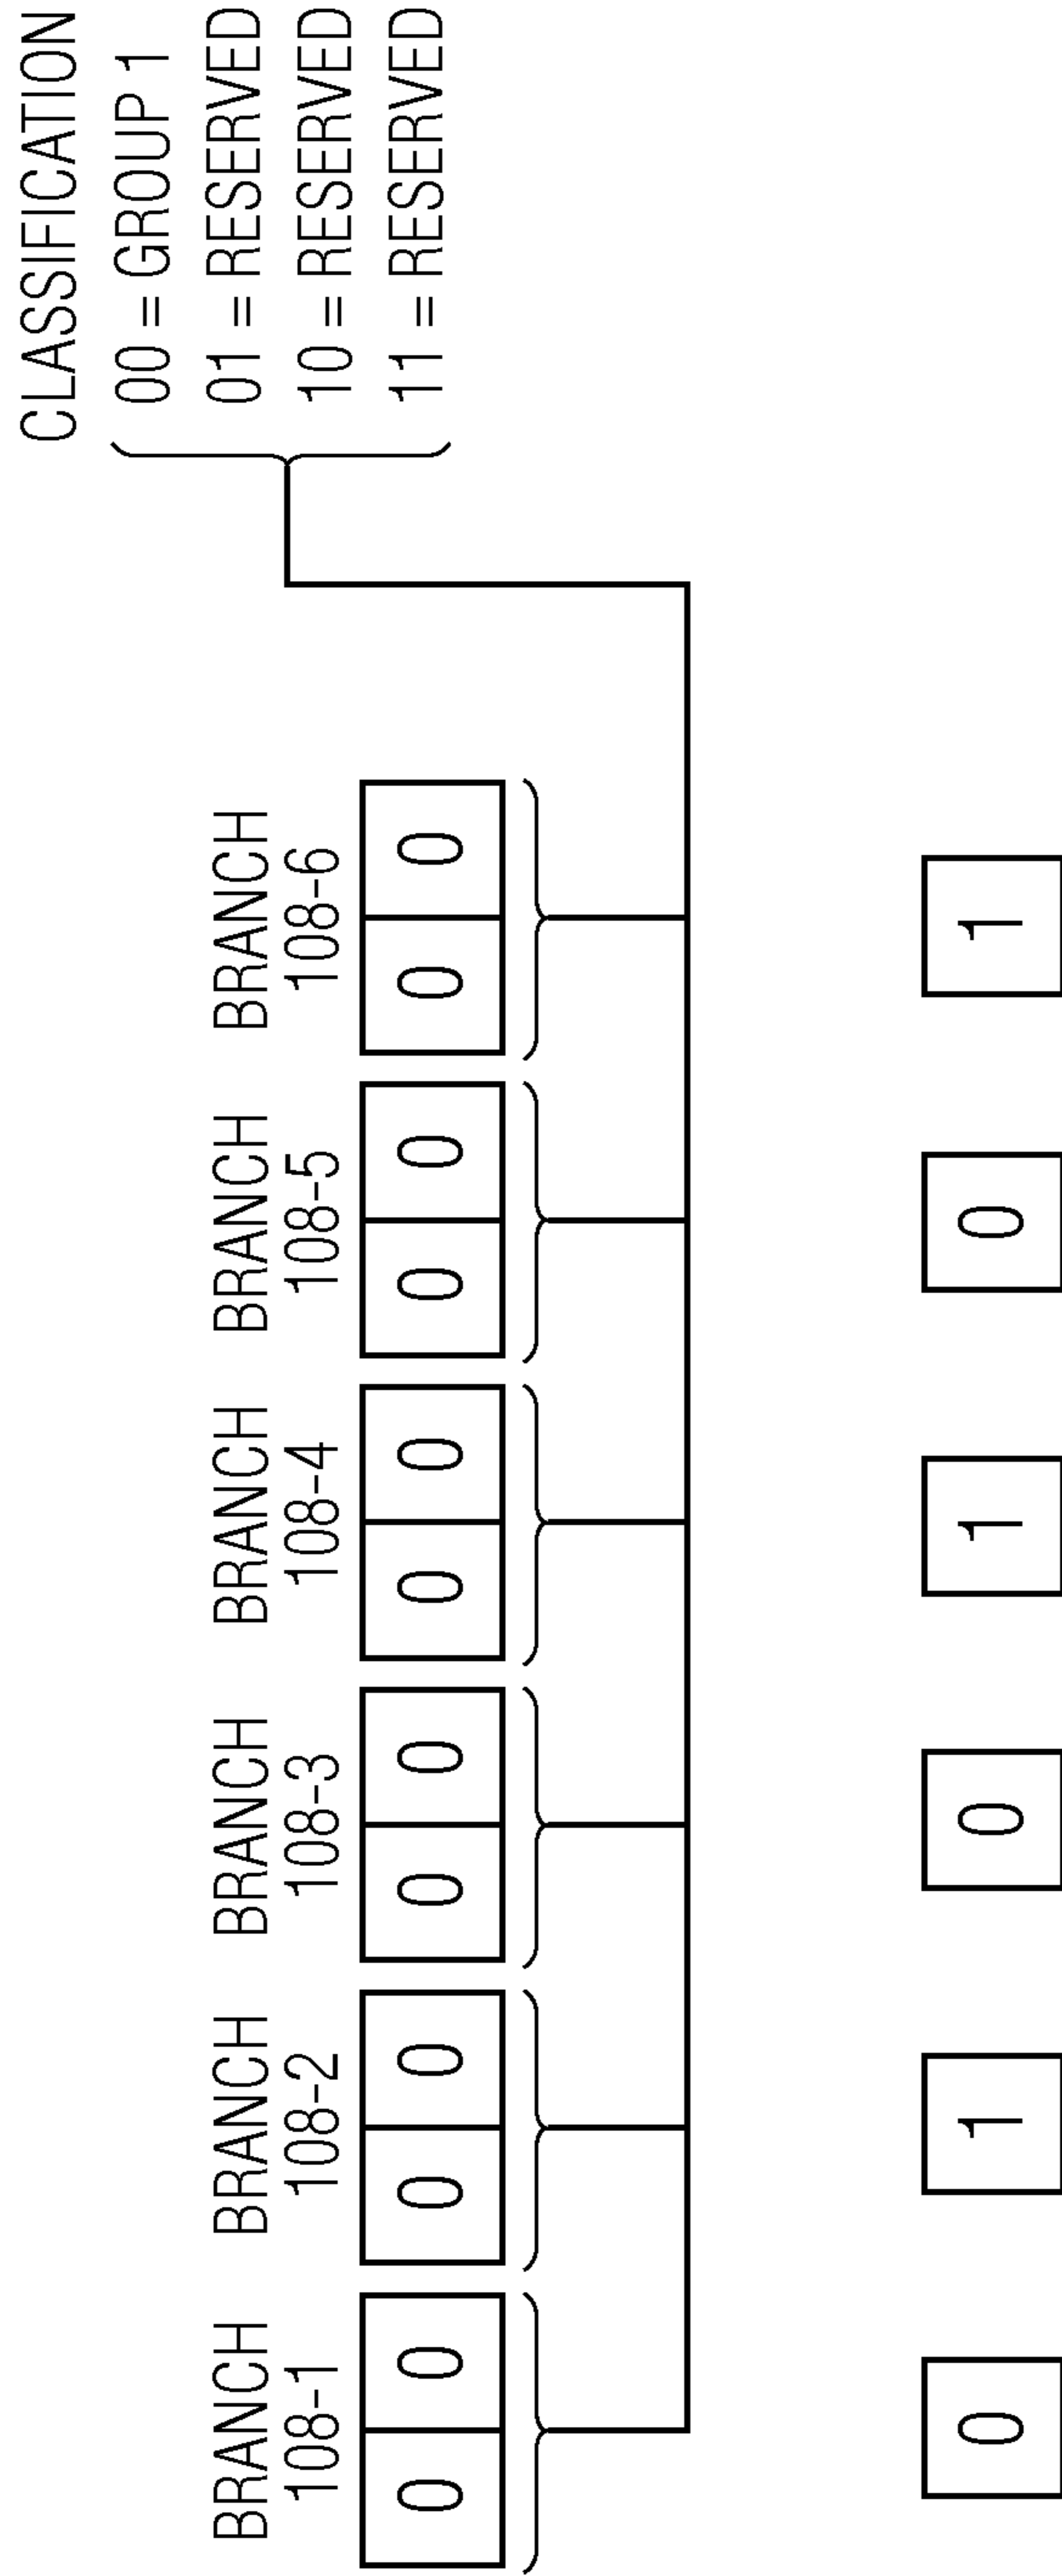 CLASSIFICATION
00 = GROUP 1
01 = RESERVED
10 = RESERVED
11 = RESERVED
BRANCH BRANCH BRANCH BRANCH BRANCH BRANCH
108-1 108-2 108-3 108-4 108-5 108-6
0 0 0 0 0 0 0 0 0 0 0 0
0 1 0 1 0 1